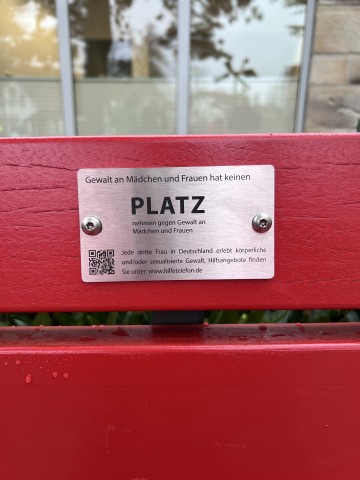 Gewalt an Mädchen und Frauen hat keinen
PLATZ
nehmen gegen Gewalt an
Mädchen und Frauen
Jede dritte Frau in Deutschland erlebt körperliche
und/oder sexualisierte Gewalt. Hilfsangebote finden
Sie unter: www.hilfetelefon.de